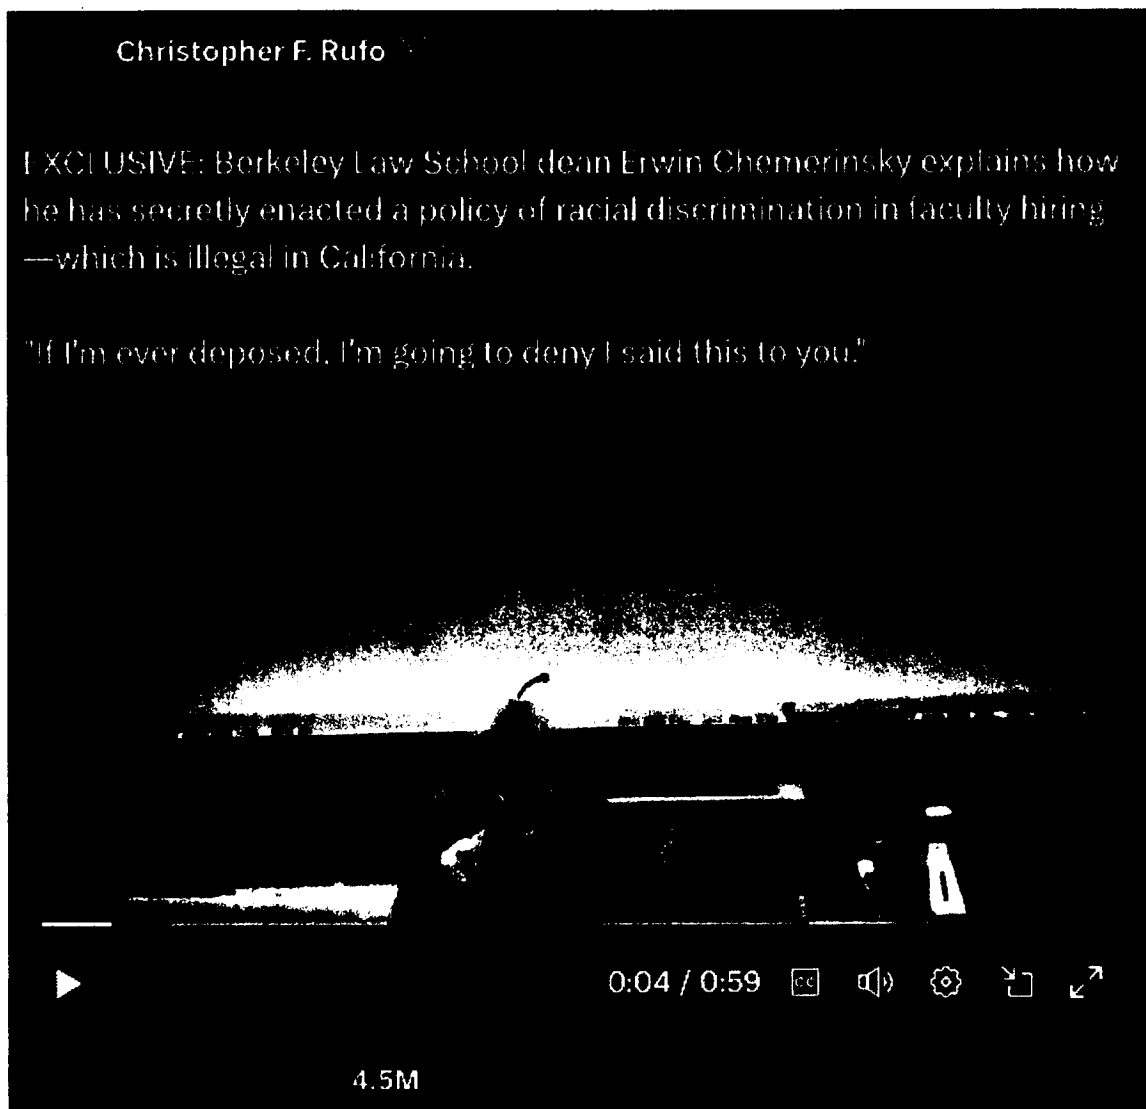 Christopher F. Rufo
EXCLUSIVE: Berkeley Law School dean Erwin Chemerinsky explains how
he has secretly enacted a policy of racial discrimination in faculty hiring
—which is illegal in California.
"If I'm ever deposed, I'm going to deny I said this to you."
0:04 / 0:59 CC
4.5M